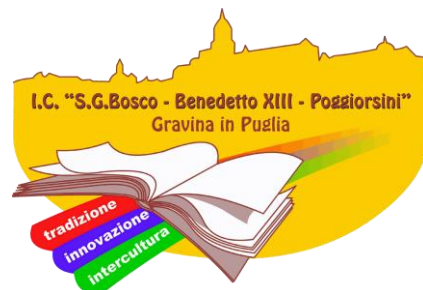 I.C. “S.G.Bosco - Benedetto XIII - Poggiorsini”
Gravina in Puglia
tradizione
innovazione
intercultura